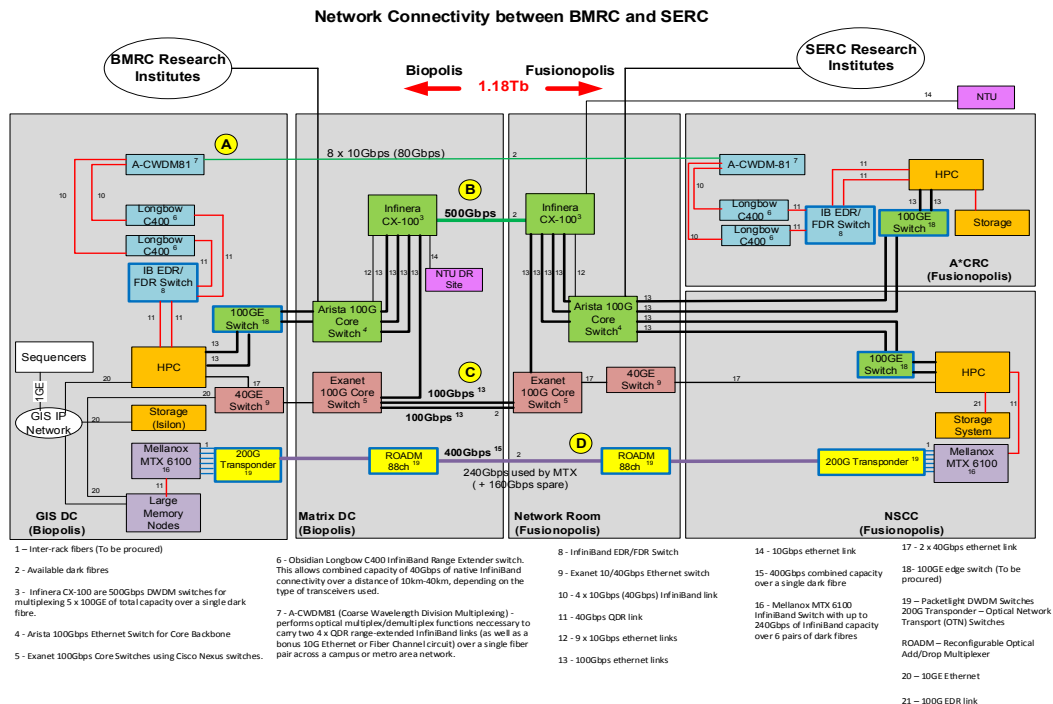 Network Connectivity between BMRC and SERC
BMRC Research
Institutes
SERC Research
Institutes
Biopolis
Fusionopolis
1.18Tb
14
NTU
A
8 x 10Gbps (80Gbps)
2
A-CWDM81 7
10
10
Longbow
C400 6
Longbow
C400 6
11
11
IB EDR/
FDR Switch
8
11
11
100GE
Switch 18
13
13
Sequencers
1GE
GIS IP
Network
20
20
20
HPC
17
40GE
Switch 9
Storage
(Isilon)
Mellanox
MTX 6100
16
1
200G
Transponder 19
11
Large
Memory
Nodes
GIS DC
(Biopolis)
B
500Gbps
2
Infinera
CX-100 3
12
13
13
13
13
14
NTU DR
Site
Arista 100G
Core
Switch 4
Exanet
100G Core
Switch 5
C
100Gbps 13
100Gbps 13
2
400Gbps 15
2
ROADM
88ch 19
240Gbps used by MTX
( + 160Gbps spare)
Matrix DC
(Biopolis)
Infinera
CX-100 3
13
13
13
13
13
12
Arista 100G
Core
Switch 4
13
13
13
13
Exanet
100G Core
Switch 5
17
40GE
Switch 9
17
D
ROADM
88ch 19
Network Room
(Fusionopolis)
A-CWDM-81 7
10
10
Longbow
C400 6
Longbow
C400 6
11
11
11
11
IB EDR/
FDR Switch
8
HPC
13
13
100GE
Switch 18
Storage
A*CRC
(Fusionopolis)
100GE
Switch 18
HPC
21
11
Storage
System
200G Transponder 19
1
Mellanox
MTX 6100
16
NSCC
(Fusionopolis)
1 – Inter-rack fibers (To be procured)
2 – Available dark fibres
3 - Infinera CX-100 are 500Gbps DWDM switches for
multiplexing 5 x 100GE of total capacity over a single dark
fibre.
4 – Arista 100Gbps Ethernet Switch for Core Backbone
5 - Exanet 100Gbps Core Switches using Cisco Nexus switches.
6 - Obsidian Longbow C400 InfiniBand Range Extender switch.
This allows combined capacity of 40Gbps of native InfiniBand
connectivity over a distance of 10km-40km, depending on the
type of transceivers used.
7 - A-CWDM81 (Coarse Wavelength Division Multiplexing) -
performs optical multiplex/demultiplex functions neccessary to
carry two 4 x QDR range-extended InfiniBand links (as well as a
bonus 10G Ethernet or Fiber Channel circuit) over a single fiber
pair across a campus or metro area network.
8 - InfiniBand EDR/FDR Switch
9 – Exanet 10/40Gbps Ethernet switch
10 - 4 x 10Gbps (40Gbps) InfiniBand link
11 - 40Gbps QDR link
12 - 9 x 10Gbps ethernet links
13 - 100Gbps ethernet links
14 - 10Gbps ethernet link
15- 400Gbps combined capacity
over a single dark fibre
16 – Mellanox MTX 6100
InfiniBand Switch with up to
240Gbps of InfiniBand capacity
over 6 pairs of dark fibres
17 - 2 x 40Gbps ethernet link
18- 100GE edge switch (To be
procured)
19 – Packetlight DWDM Switches
200G Transponder – Optical Network
Transport (OTN) Switches
ROADM – Reconfigurable Optical
Add/Drop Multiplexer
20 – 10GE Ethernet
21 – 100G EDR link